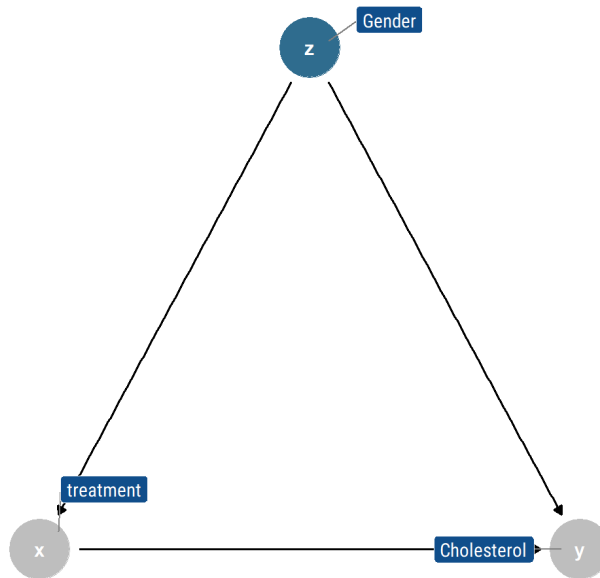 Gender
z
treatment
x
Cholesterol
y